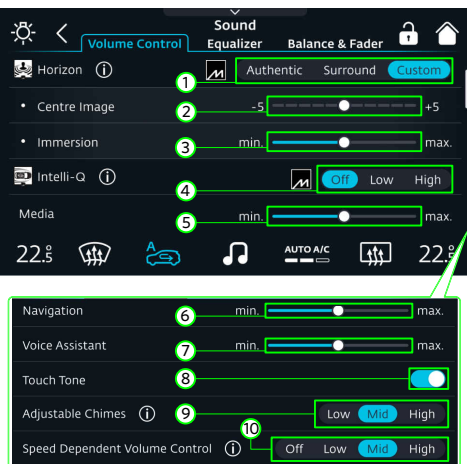 Sound
Volume Control Equalizer Balance & Fader
Horizon i Authentic Surround Custom
1
• Centre Image -5 +5
2
• Immersion min. max.
3
Intelli-Q i Off Low High
4
Media min. max.
5
22.5° A AUTO A/C 22.5°
Navigation min. max.
6
Voice Assistant min. max.
7
Touch Tone
8
Adjustable Chimes i Low Mid High
9
10
Speed Dependent Volume Control i Off Low Mid High